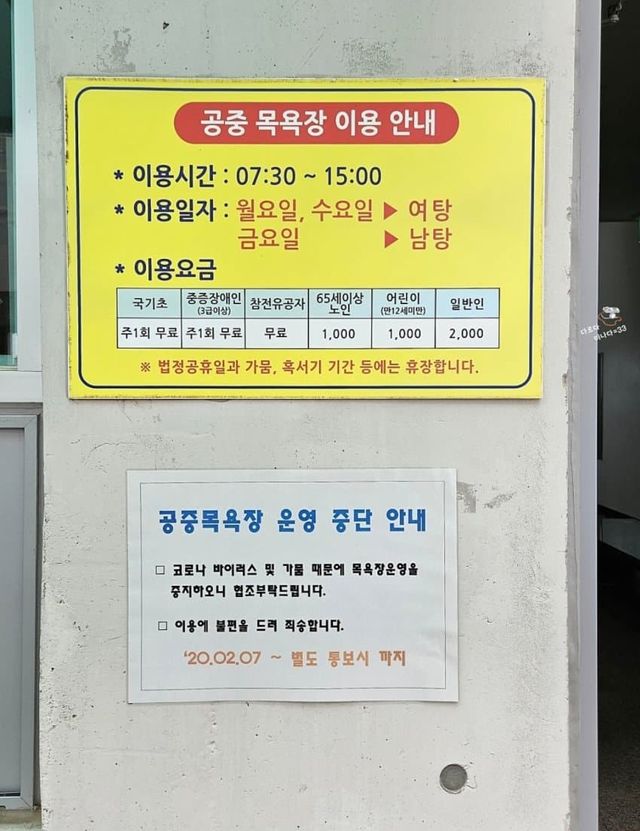 공중 목욕장 이용 안내
* 이용시간 : 07:30 ~ 15:00
* 이용일자 : 월요일, 수요일 ▶ 여탕
금요일 ▶ 남탕
* 이용요금
국기초 중증장애인 (3급이상) 참전유공자 65세이상 노인 어린이 (만12세미만) 일반인
주1회 무료 주1회 무료 무료 1,000 1,000 2,000
※ 법정공휴일과 가뭄, 혹서기 기간 등에는 휴장합니다.
공중목욕장 운영 중단 안내
□ 코로나 바이러스 및 가뭄 때문에 목욕장운영을
중지하오니 협조부탁드립니다.
□ 이용에 불편을 드려 죄송합니다.
'20.02.07 ~ 별도 통보시 까지